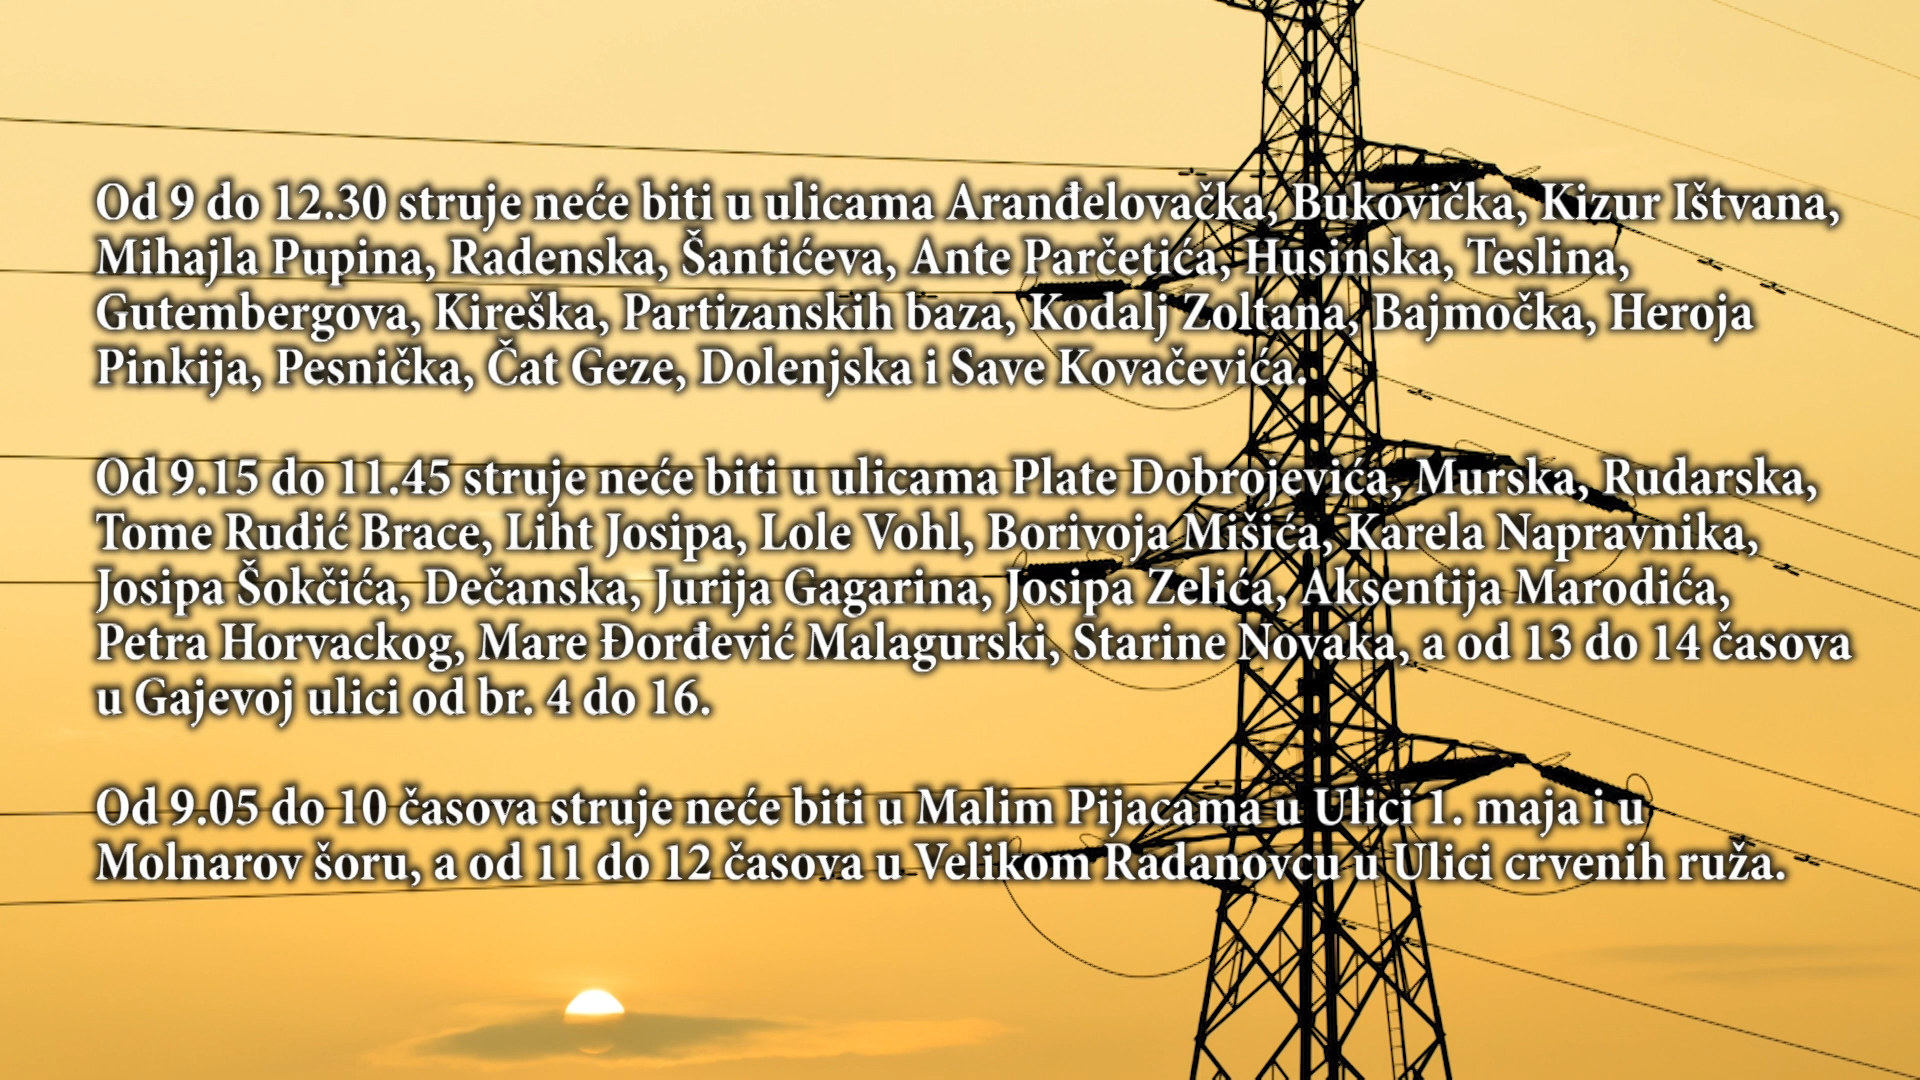 Od 9 do 12.30 struje neće biti u ulicama Aranđelovačka, Bukovička, Kizur Ištvana,
Mihajla Pupina, Radenska, Šantićeva, Ante Parčetića, Husinska, Teslina,
Gutembergova, Kireška, Partizanskih baza, Kodalj Zoltana, Bajmočka, Heroja
Pinkija, Pesnička, Čat Geze, Dolenjska i Save Kovačevića.
Od 9.15 do 11.45 struje neće biti u ulicama Plate Dobrojevića, Murska, Rudarska,
Tome Rudić Brace, Liht Josipa, Lole Vohl, Borivoja Mišića, Karela Napravnika,
Josipa Šokčića, Dečanska, Jurija Gagarina, Josipa Zelića, Aksentija Marodića,
Petra Horvackog, Mare Đorđević Malagurski, Starine Novaka, a od 13 do 14 časova
u Gajevoj ulici od br. 4 do 16.
Od 9.05 do 10 časova struje neće biti u Malim Pijacama u Ulici 1. maja i u
Molnarov šoru, a od 11 do 12 časova u Velikom Radanovcu u Ulici crvenih ruža.